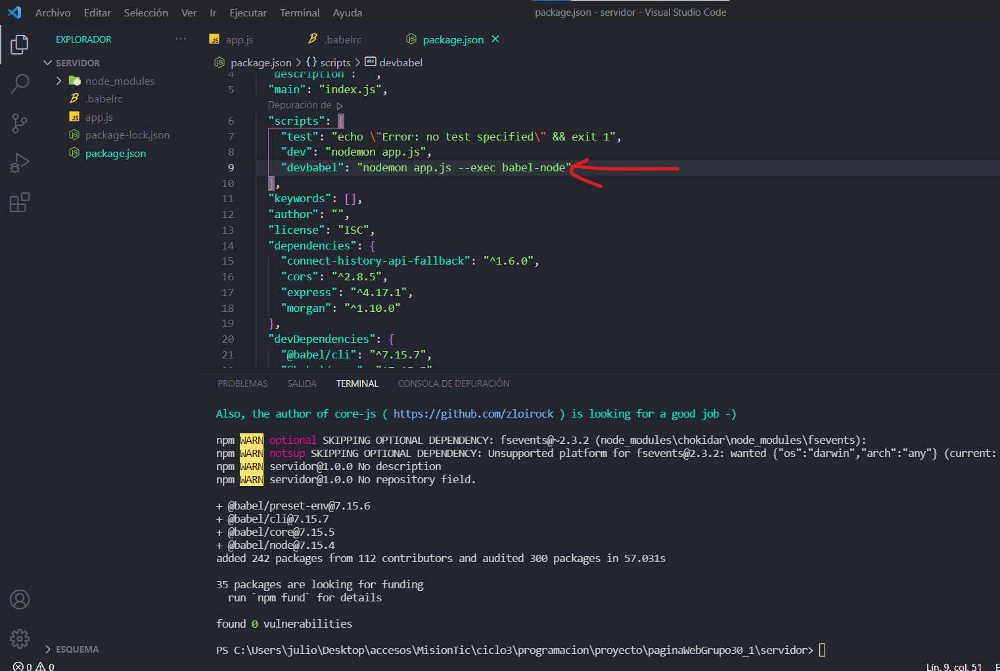 Archivo Editar Selección Ver Ir Ejecutar Terminal Ayuda
package.json - servidor - Visual Studio Code
EXPLORADOR ···
SERVIDOR
node_modules
.babelrc
app.js
package-lock.json
package.json
ESQUEMA
app.js .babelrc package.json
package.json > {} scripts > devbabel
4 "description": "",
5 "main": "index.js",
Depuración de
6 "scripts": {
7 "test": "echo \"Error: no test specified\" && exit 1",
8 "dev": "nodemon app.js",
9 "devbabel": "nodemon app.js --exec babel-node"
10 },
11 "keywords": [],
12 "author": "",
13 "license": "ISC",
14 "dependencies": {
15 "connect-history-api-fallback": "^1.6.0",
16 "cors": "^2.8.5",
17 "express": "^4.17.1",
18 "morgan": "^1.10.0"
19 },
20 "devDependencies": {
21 "@babel/cli": "^7.15.7",
PROBLEMAS SALIDA TERMINAL CONSOLA DE DEPURACIÓN
Also, the author of core-js ( https://github.com/zloirock ) is looking for a good job -)
npm WARN optional SKIPPING OPTIONAL DEPENDENCY: fsevents@~2.3.2 (node_modules\chokidar\node_modules\fsevents):
npm WARN notsup SKIPPING OPTIONAL DEPENDENCY: Unsupported platform for fsevents@2.3.2: wanted {"os":"darwin","arch":"any"} (current:
npm WARN servidor@1.0.0 No description
npm WARN servidor@1.0.0 No repository field.
+ @babel/preset-env@7.15.6
+ @babel/cli@7.15.7
+ @babel/core@7.15.5
+ @babel/node@7.15.4
added 242 packages from 112 contributors and audited 300 packages in 57.031s
35 packages are looking for funding
run `npm fund` for details
found 0 vulnerabilities
PS C:\Users\julio\Desktop\accesos\MisionTic\ciclo3\programacion\proyecto\paginaWebGrupo30_1\servidor>
0 0
Lín. 9, col. 51